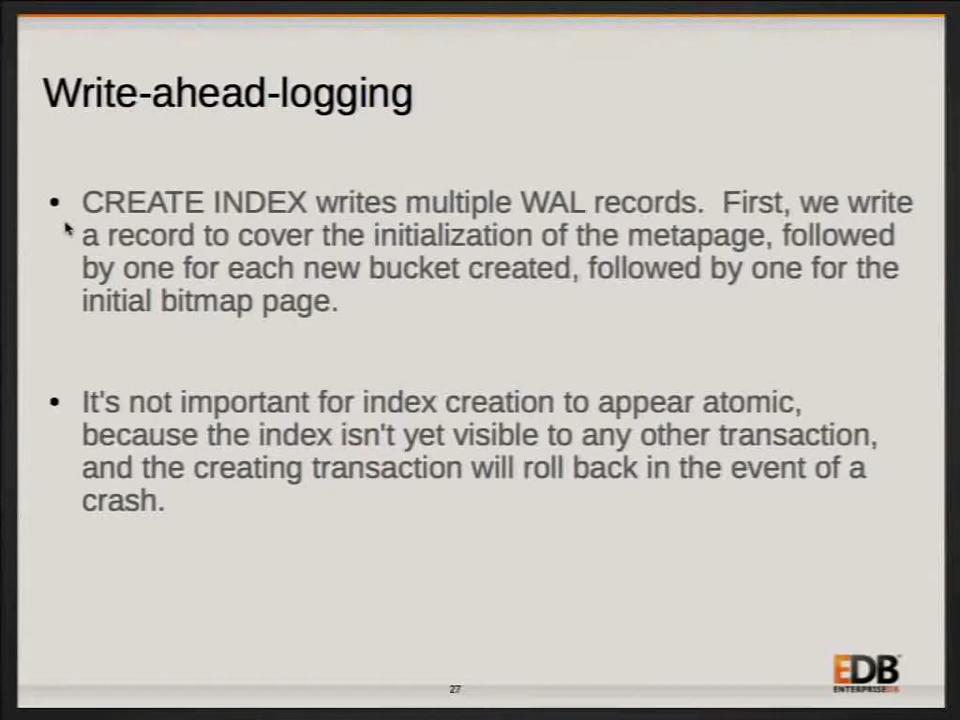 Write-ahead-logging
• CREATE INDEX writes multiple WAL records.  First, we write
a record to cover the initialization of the metapage, followed
by one for each new bucket created, followed by one for the
initial bitmap page.
• It's not important for index creation to appear atomic,
because the index isn't yet visible to any other transaction,
and the creating transaction will roll back in the event of a
crash.
EDB
ENTERPRISEDB
27